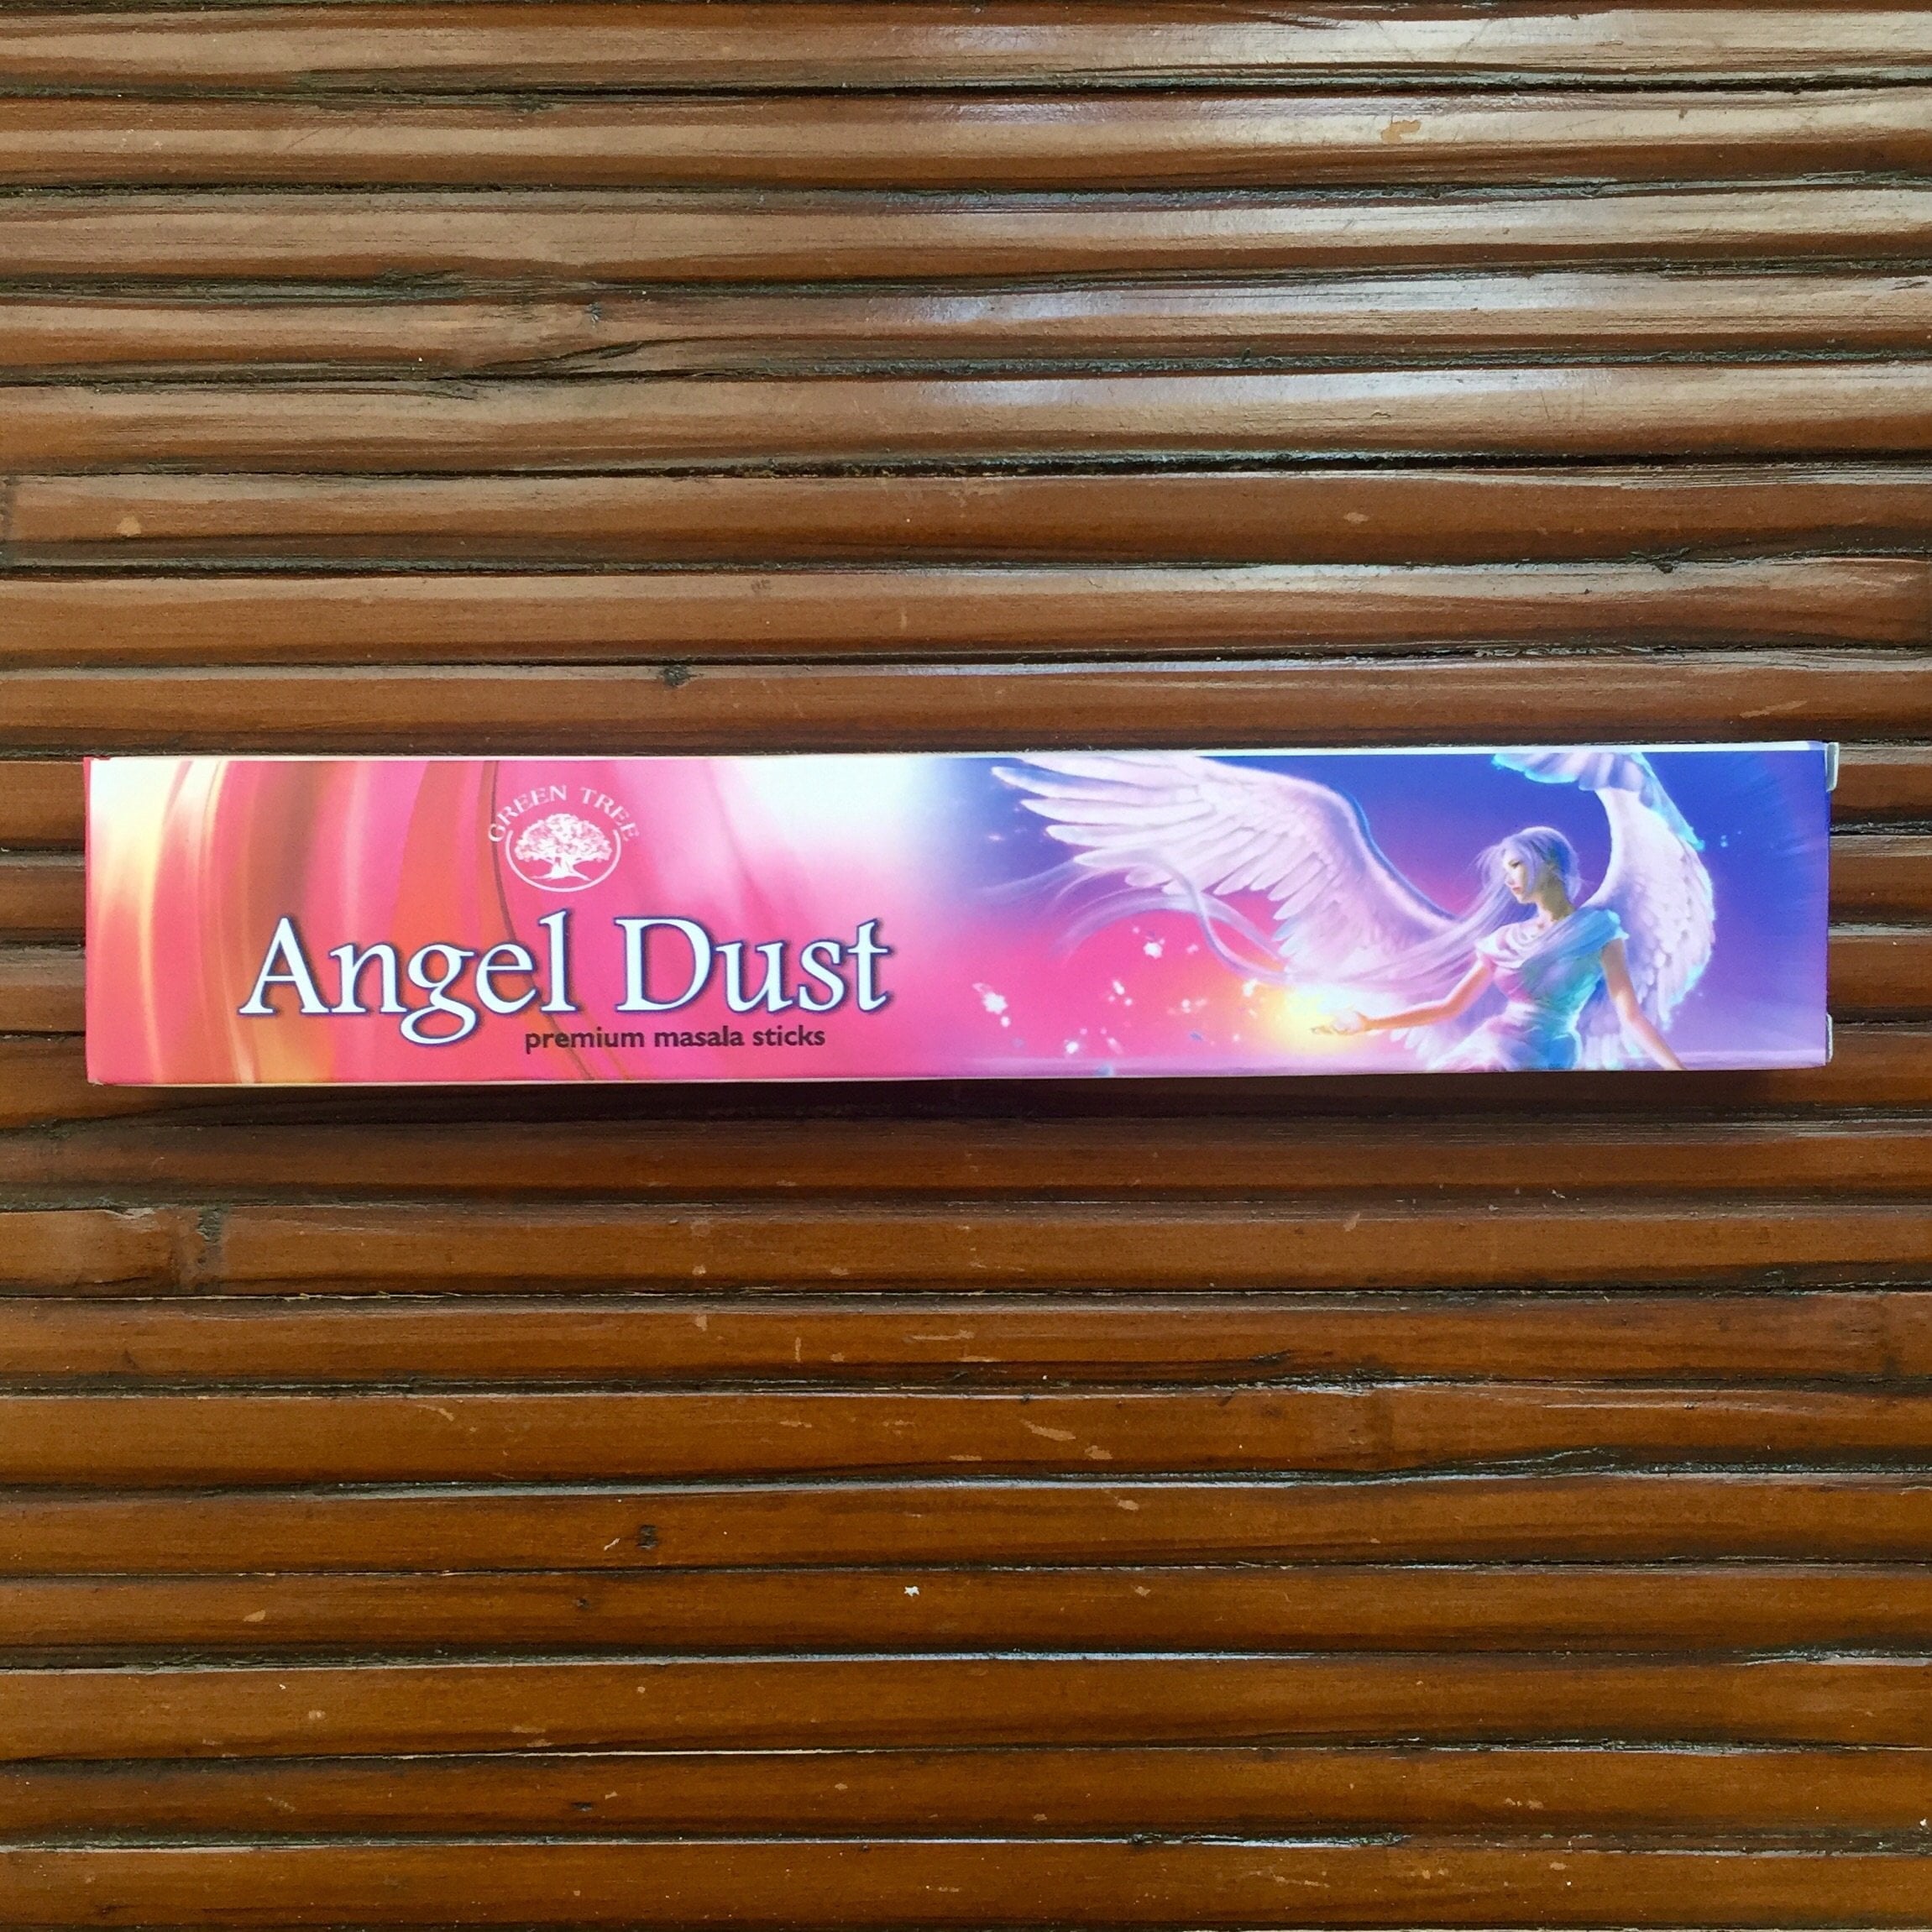 GREEN TREE
Angel Dust
premium masala sticks